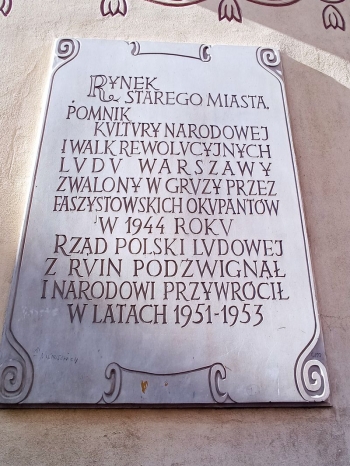 RYNEK
STAREGO MIASTA.
POMNIK
KVLTVRY NARODOWEJ
I WALK REWOLVCYJNYCH
LVDV WARSZAWY
ZWALONY W GRVZY PRZEZ
FASZYSTOWSKICH OKVPANTÓW
W 1944 ROKV
RZĄD POLSKI LVDOWEJ
Z RVIN PODŹWIGNĄŁ
I NARODOWI PRZYWRÓCIŁ
W LATACH 1951-1953